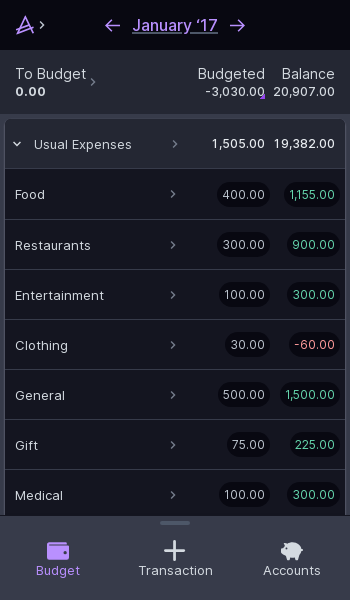 January ‘17
To Budget Budgeted Balance
0.00 -3,030.00 20,907.00
Usual Expenses 1,505.00 19,382.00
Food 400.00 1,155.00
Restaurants 300.00 900.00
Entertainment 100.00 300.00
Clothing 30.00 -60.00
General 500.00 1,500.00
Gift 75.00 225.00
Medical 100.00 300.00
Budget Transaction Accounts